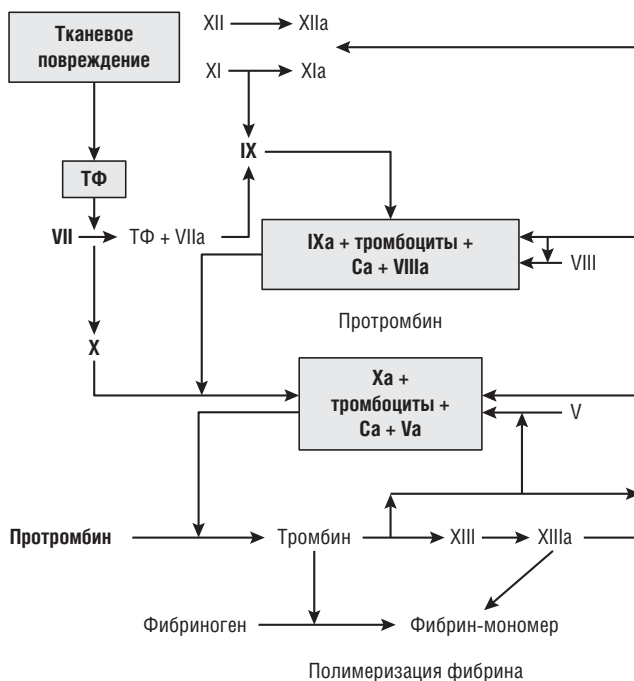 Тканевое
повреждение
XII
XIIa
XI
XIa
IX
ТФ
VII
ТФ + VIIa
IXa + тромбоциты +
Ca + VIIIa
VIII
Протромбин
X
Xa +
тромбоциты +
Ca + Va
V
Протромбин
Тромбин
XIII
XIIIa
Фибриноген
Фибрин-мономер
Полимеризация фибрина